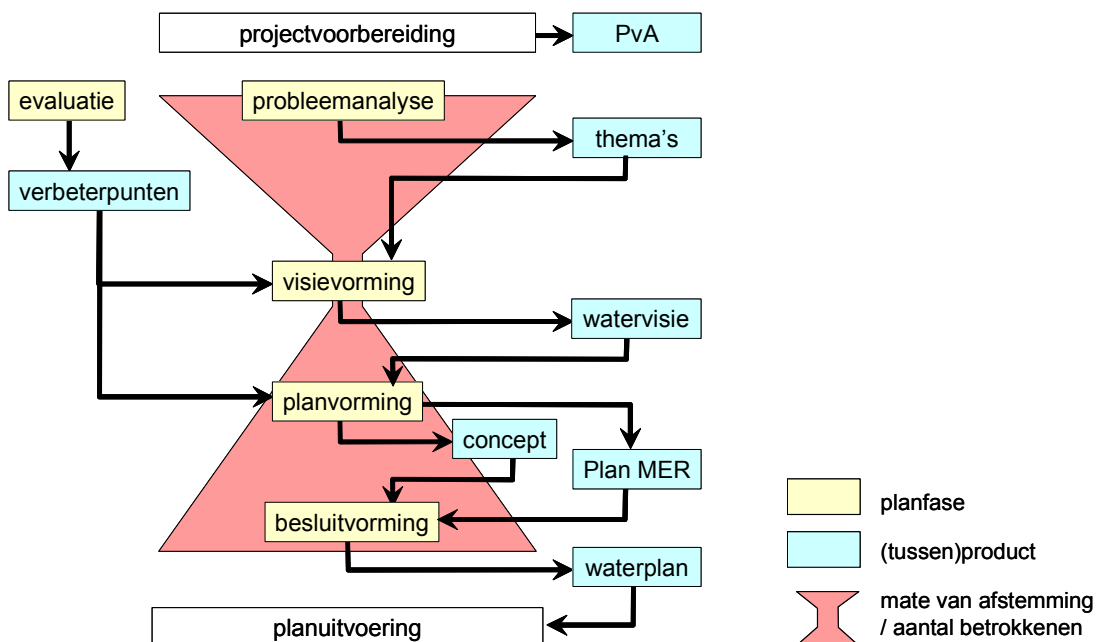 projectvoorbereiding
PvA
evaluatie
probleemanalyse
thema's
verbeterpunten
visievorming
watervisie
planvorming
concept
Plan MER
besluitvorming
waterplan
planuitvoering
planfase
(tussen)product
mate van afstemming
/ aantal betrokkenen